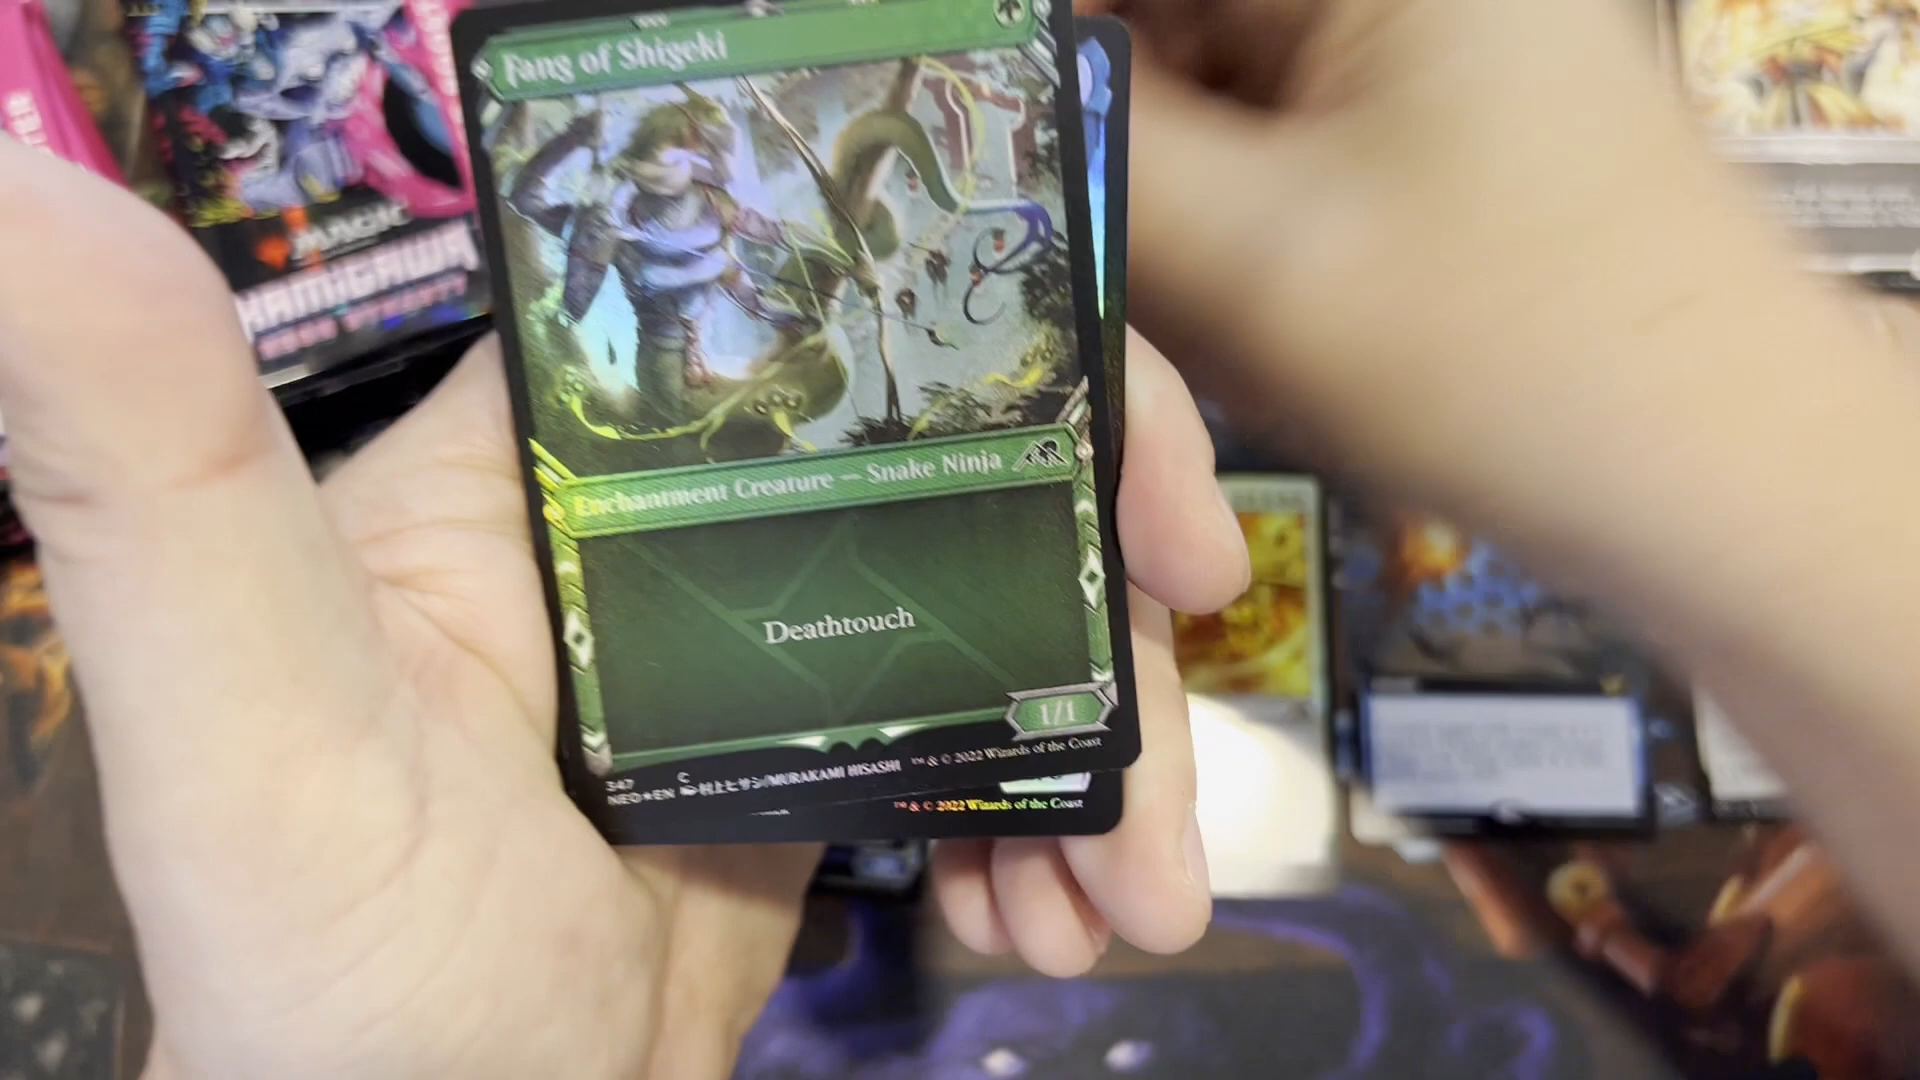 Fang of Shigeki
MAGIC
KAMIGAWA
Enchantment Creature — Snake Ninja
Deathtouch
1/1
347 C
NEO★EN 村上ヒサシ/MURAKAMI HISASHI ™ & © 2022 Wizards of the Coast
™ & © 2022 Wizards of the Coast